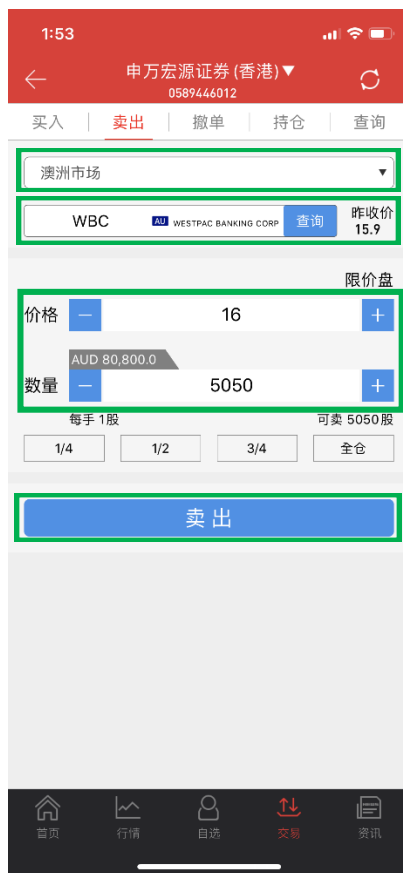 1:53
申万宏源证券 (香港)▼
0589446012
买入 卖出 撤单 持仓 查询
澳洲市场 ▼
WBC AU WESTPAC BANKING CORP 查询 昨收价
15.9
限价盘
价格 − 16 +
AUD 80,800.0
数量 − 5050 +
每手 1股 可卖 5050股
1/4 1/2 3/4 全仓
卖出
首页 行情 自选 交易 资讯